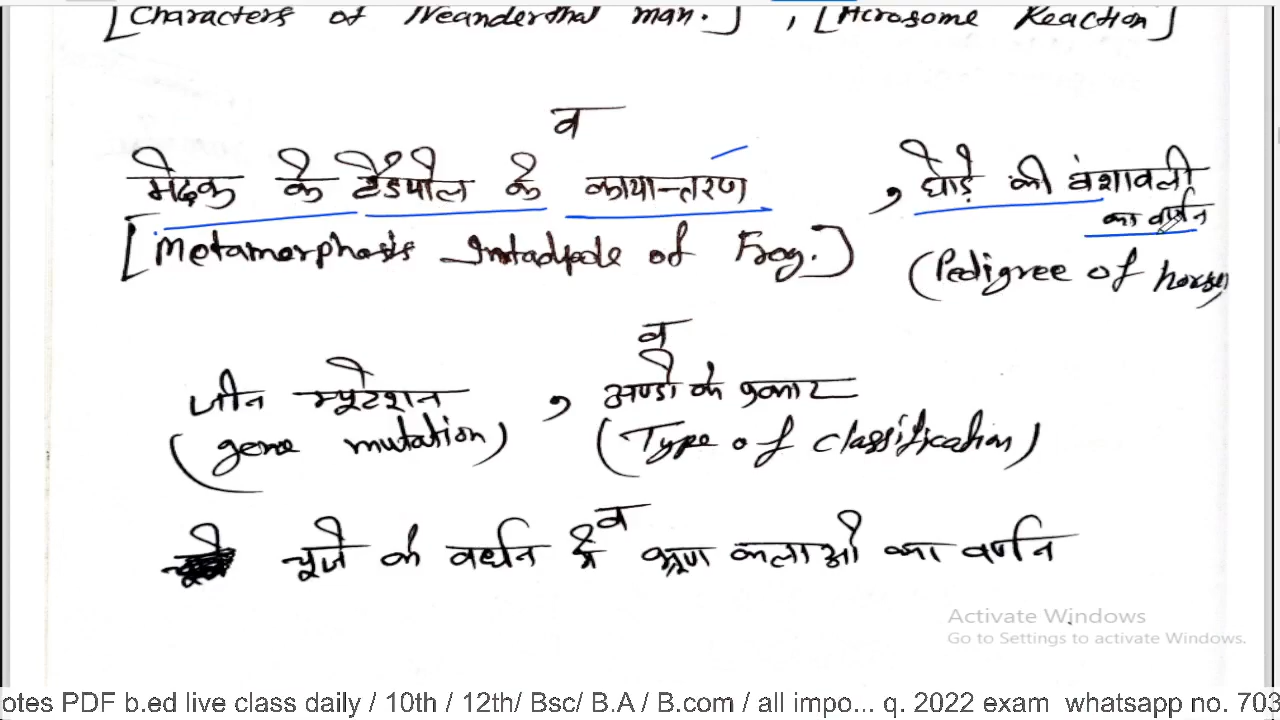 [Characters of Neanderthal man.] , [Acrosome Reaction]
व
मेंढक के टैडपोल के कायान्तरण , घोड़े की वंशावली
का वर्णन
[Metamorphosis Intadpole of Frog.] (Pedigree of horse)
व
जीन म्यूटेशन , अण्डो के प्रकार
(gene mutation) (Type of classification)
व
चूजे के वर्धन में भ्रूण कलाओ का वर्णन
Activate Windows
Go to Settings to activate Windows.
otes PDF b.ed live class daily / 10th / 12th/ Bsc/ B.A / B.com / all impo... q. 2022 exam whatsapp no. 703